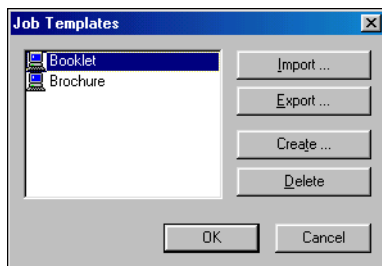 Job Templates
Booklet
Brochure
Import ...
Export ...
Create ...
Delete
OK
Cancel